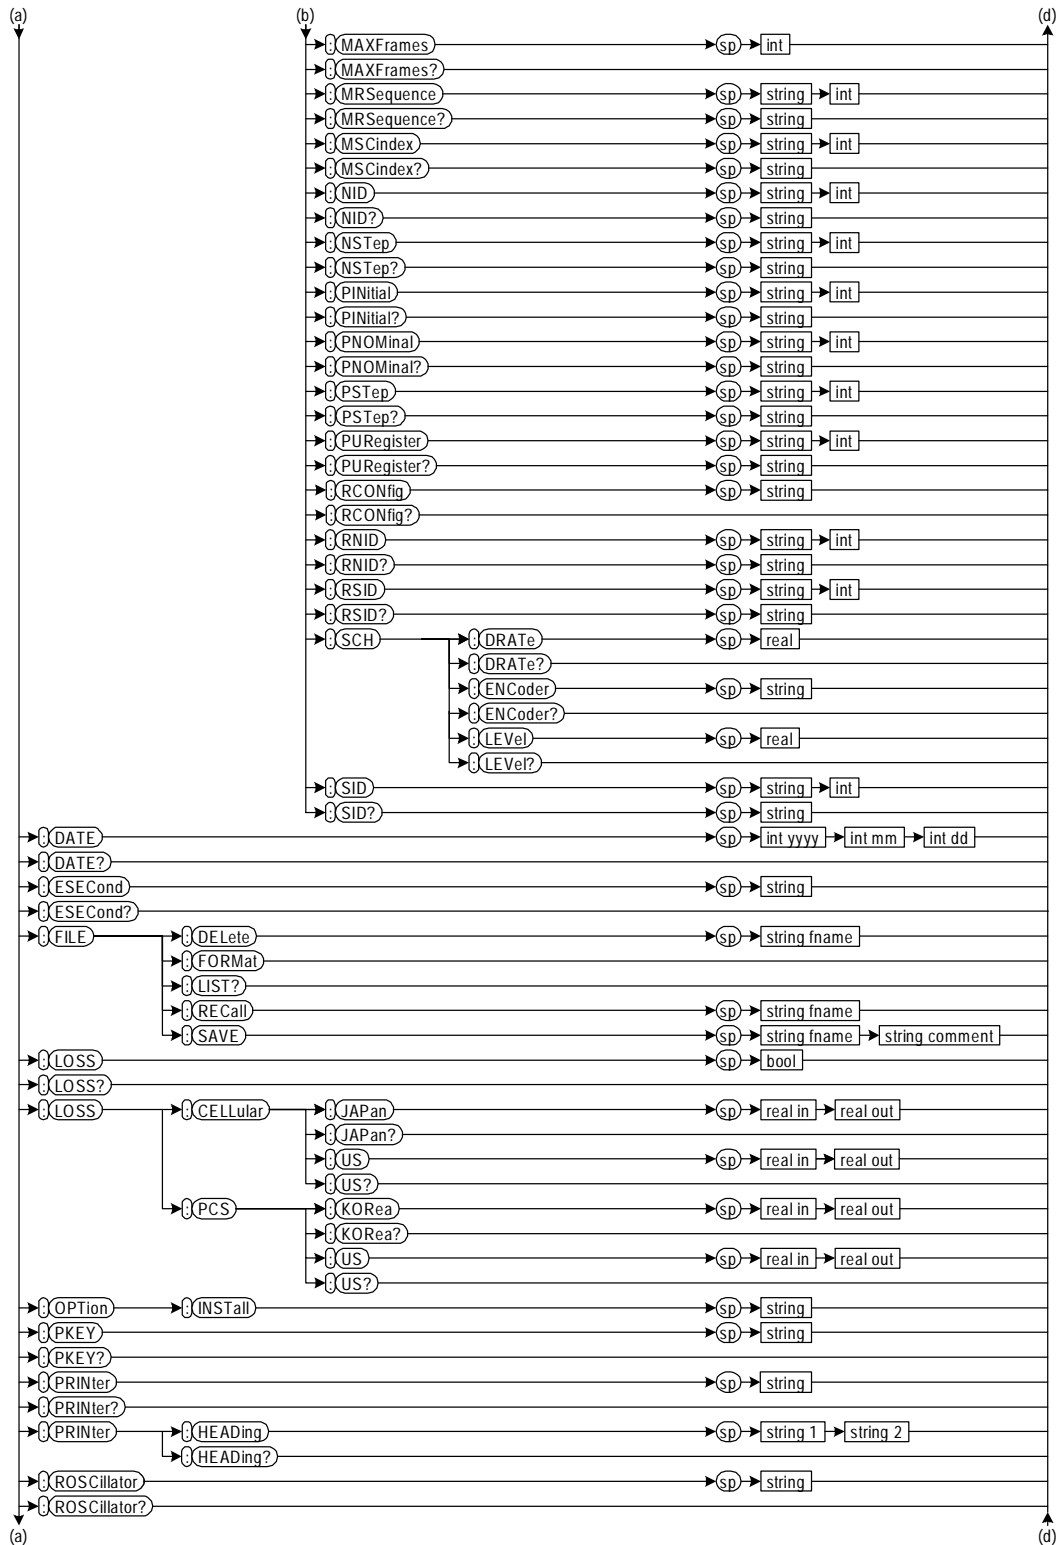 (a) (b) (d)
:MAXFrames sp int
:MAXFrames?
:MRSequence sp string int
:MRSequence? sp string
:MSCindex sp string int
:MSCindex? sp string
:NID sp string int
:NID? sp string
:NSTep sp string int
:NSTep? sp string
:PINitial sp string int
:PINitial? sp string
:PNOMinal sp string int
:PNOMinal? sp string
:PSTep sp string int
:PSTep? sp string
:PURegister sp string int
:PURegister? sp string
:RCONfig sp string
:RCONfig?
:RNID sp string int
:RNID? sp string
:RSID sp string int
:RSID? sp string
:SCH :DRATe sp real
:DRATe?
:ENCoder sp string
:ENCoder?
:LEVel sp real
:LEVel?
:SID sp string int
:SID? sp string
:DATE sp int yyyy int mm int dd
:DATE?
:ESECond sp string
:ESECond?
:FILE :DELete sp string fname
:FORMat
:LIST?
:RECall sp string fname
:SAVE sp string fname string comment
:LOSS sp bool
:LOSS?
:LOSS :CELLular :JAPan sp real in real out
:JAPan?
:US sp real in real out
:US?
:PCS :KORea sp real in real out
:KORea?
:US sp real in real out
:US?
:OPTion :INSTall sp string
:PKEY sp string
:PKEY?
:PRINter sp string
:PRINter?
:PRINter :HEADing sp string 1 string 2
:HEADing?
:ROSCillator sp string
:ROSCillator?
(a) (d)